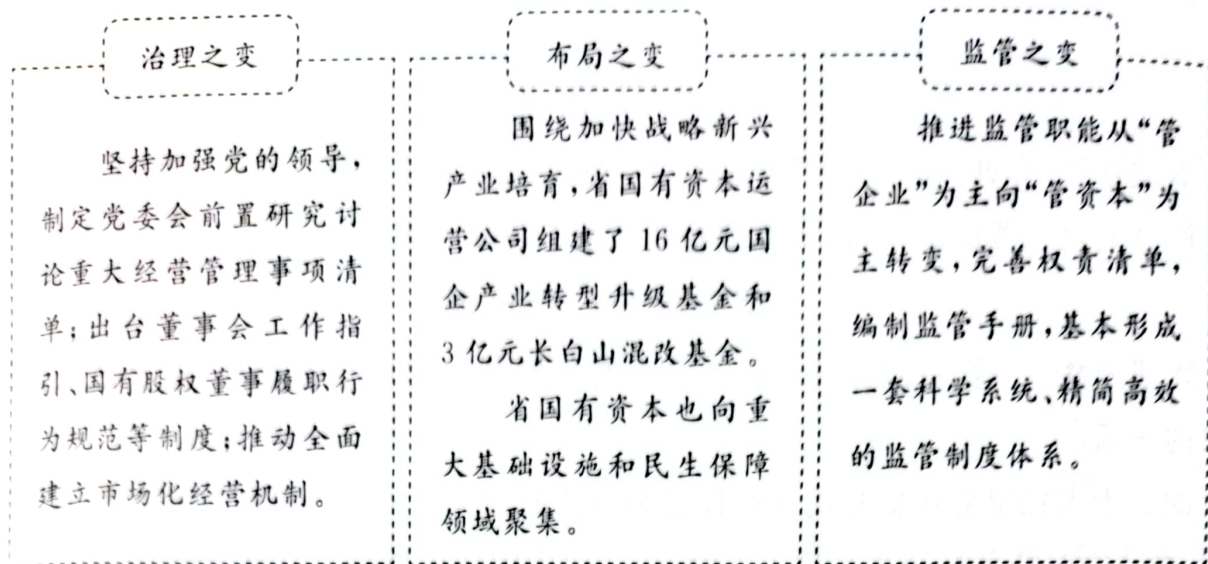 治理之变
坚持加强党的领导，
制定党委会前置研究讨
论重大经营管理事项清
单；出台董事会工作指
引、国有股权董事履职行
为规范等制度；推动全面
建立市场化经营机制。
布局之变
围绕加快战略新兴
产业培育，省国有资本运
营公司组建了 16 亿元国
企产业转型升级基金和
3 亿元长白山混改基金。
省国有资本也向重
大基础设施和民生保障
领域聚集。
监管之变
推进监管职能从“管
企业”为主向“管资本”为
主转变，完善权责清单，
编制监管手册，基本形成
一套科学系统、精简高效
的监管制度体系。